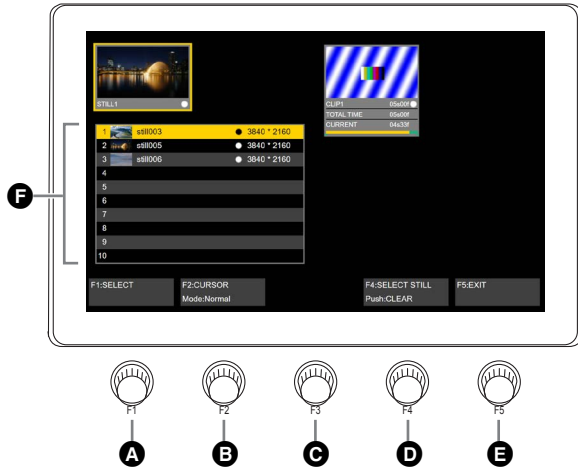 STILL1
CLIP1 05s00f
TOTAL TIME 05s00f
CURRENT 04s33f
1 still003 3840 * 2160
2 still005 3840 * 2160
3 still006 3840 * 2160
4
5
6
7
8
9
10
F
F1:SELECT
F2:CURSOR
Mode:Normal
F4:SELECT STILL
Push:CLEAR
F5:EXIT
F1 F2 F3 F4 F5
A B C D E